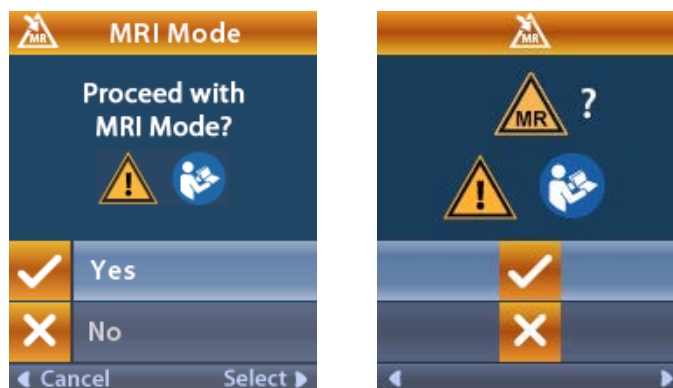 MR
MRI Mode
Proceed with
MRI Mode?
!
Yes
No
Cancel
Select
MR
MR
?
!